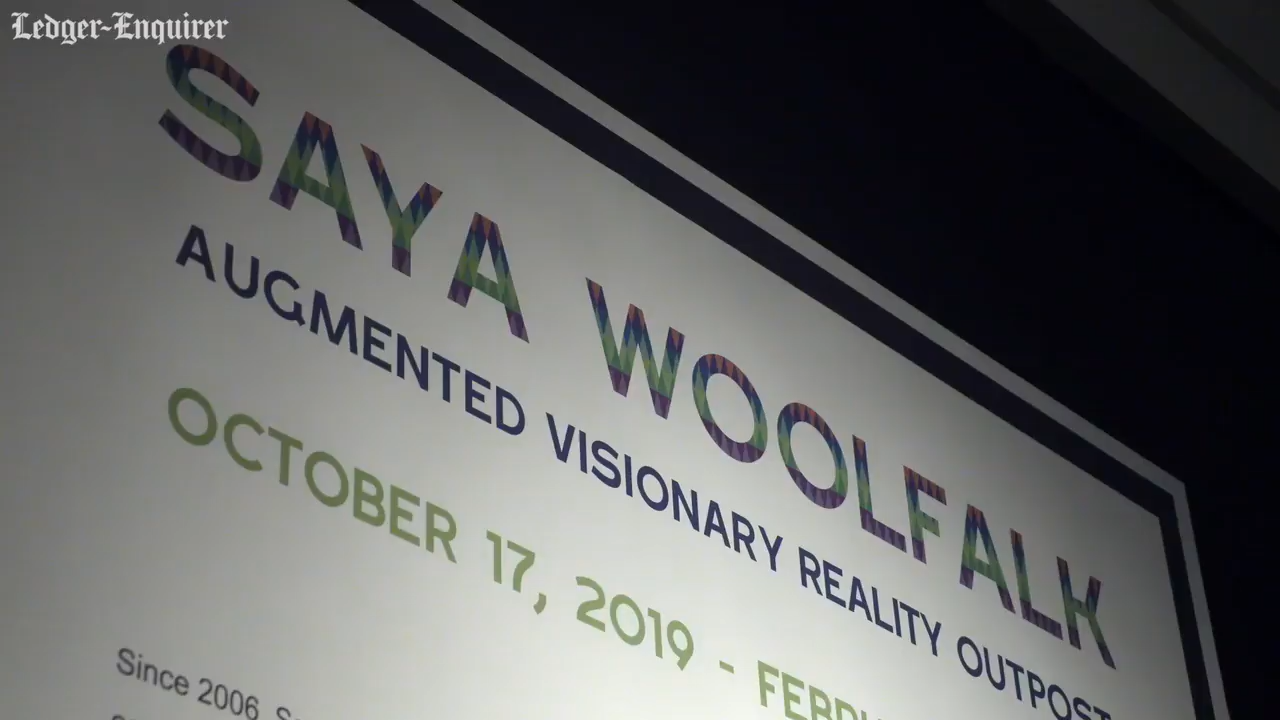 Ledger-Enquirer
SAYA WOOLFALK
AUGMENTED VISIONARY REALITY OUTPOST
OCTOBER 17, 2019 -
Since 2006,